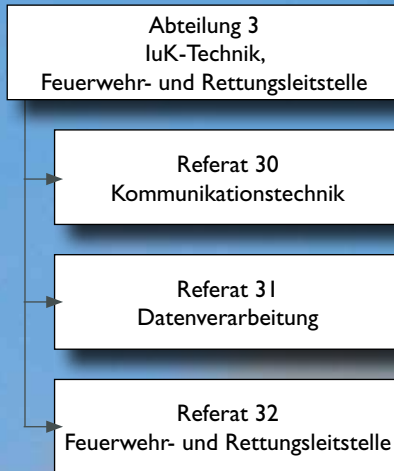 Abteilung 3
IuK-Technik,
Feuerwehr- und Rettungsleitstelle
Referat 30
Kommunikationstechnik
Referat 31
Datenverarbeitung
Referat 32
Feuerwehr- und Rettungsleitstelle